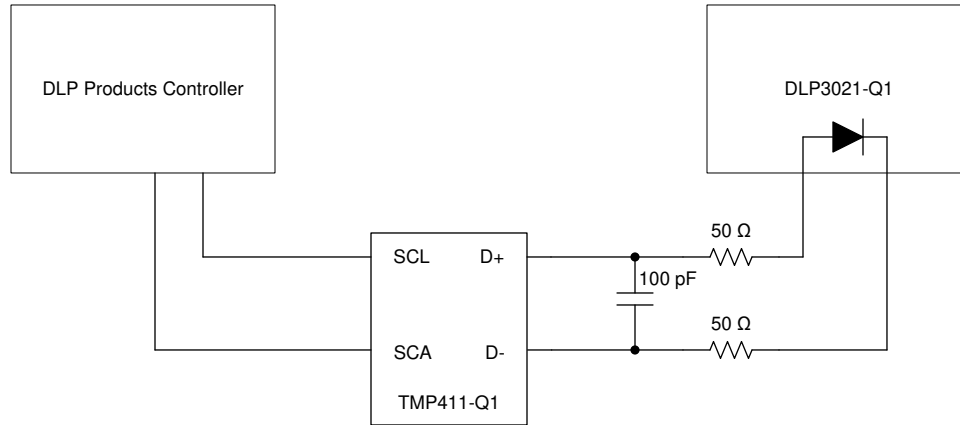 DLP Products Controller
DLP3021-Q1
50 Ω
SCL
D+
100 pF
50 Ω
SCA
D-
TMP411-Q1